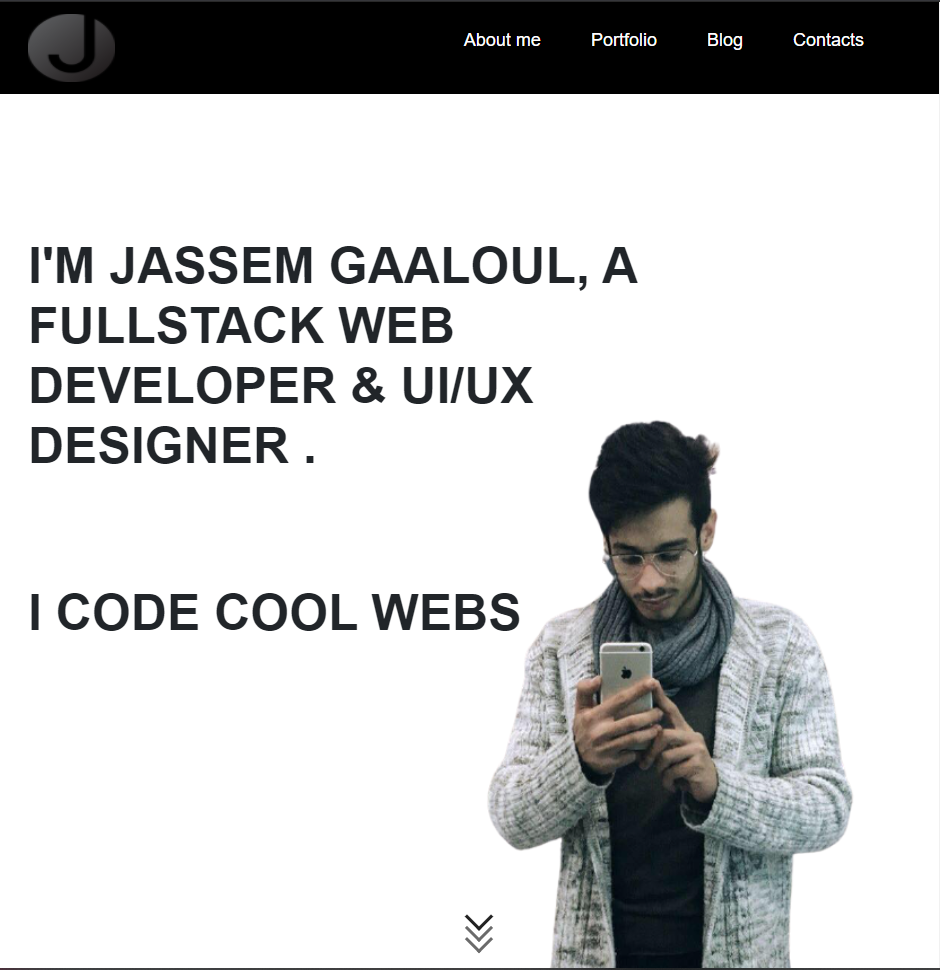 J
About me Portfolio Blog Contacts
I'M JASSEM GAALOUL, A
FULLSTACK WEB
DEVELOPER & UI/UX
DESIGNER .
I CODE COOL WEBS